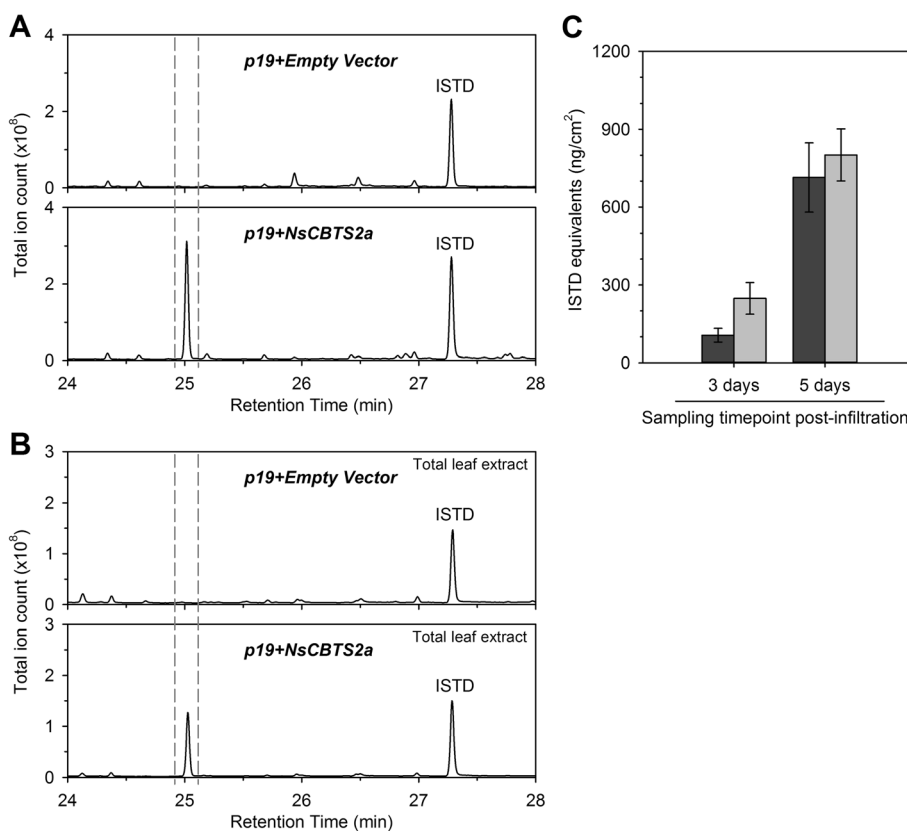 A
Total ion count (x10⁸)
4
2
0
p19+Empty Vector
ISTD
4
2
0
p19+NsCBTS2a
ISTD
24 25 26 27 28
Retention Time (min)
B
Total ion count (x10⁸)
3
2
1
0
Total leaf extract
p19+Empty Vector
ISTD
3
2
1
0
Total leaf extract
p19+NsCBTS2a
ISTD
24 25 26 27 28
Retention Time (min)
C
ISTD equivalents (ng/cm²)
1200
900
600
300
0
3 days 5 days
Sampling timepoint post-infiltration